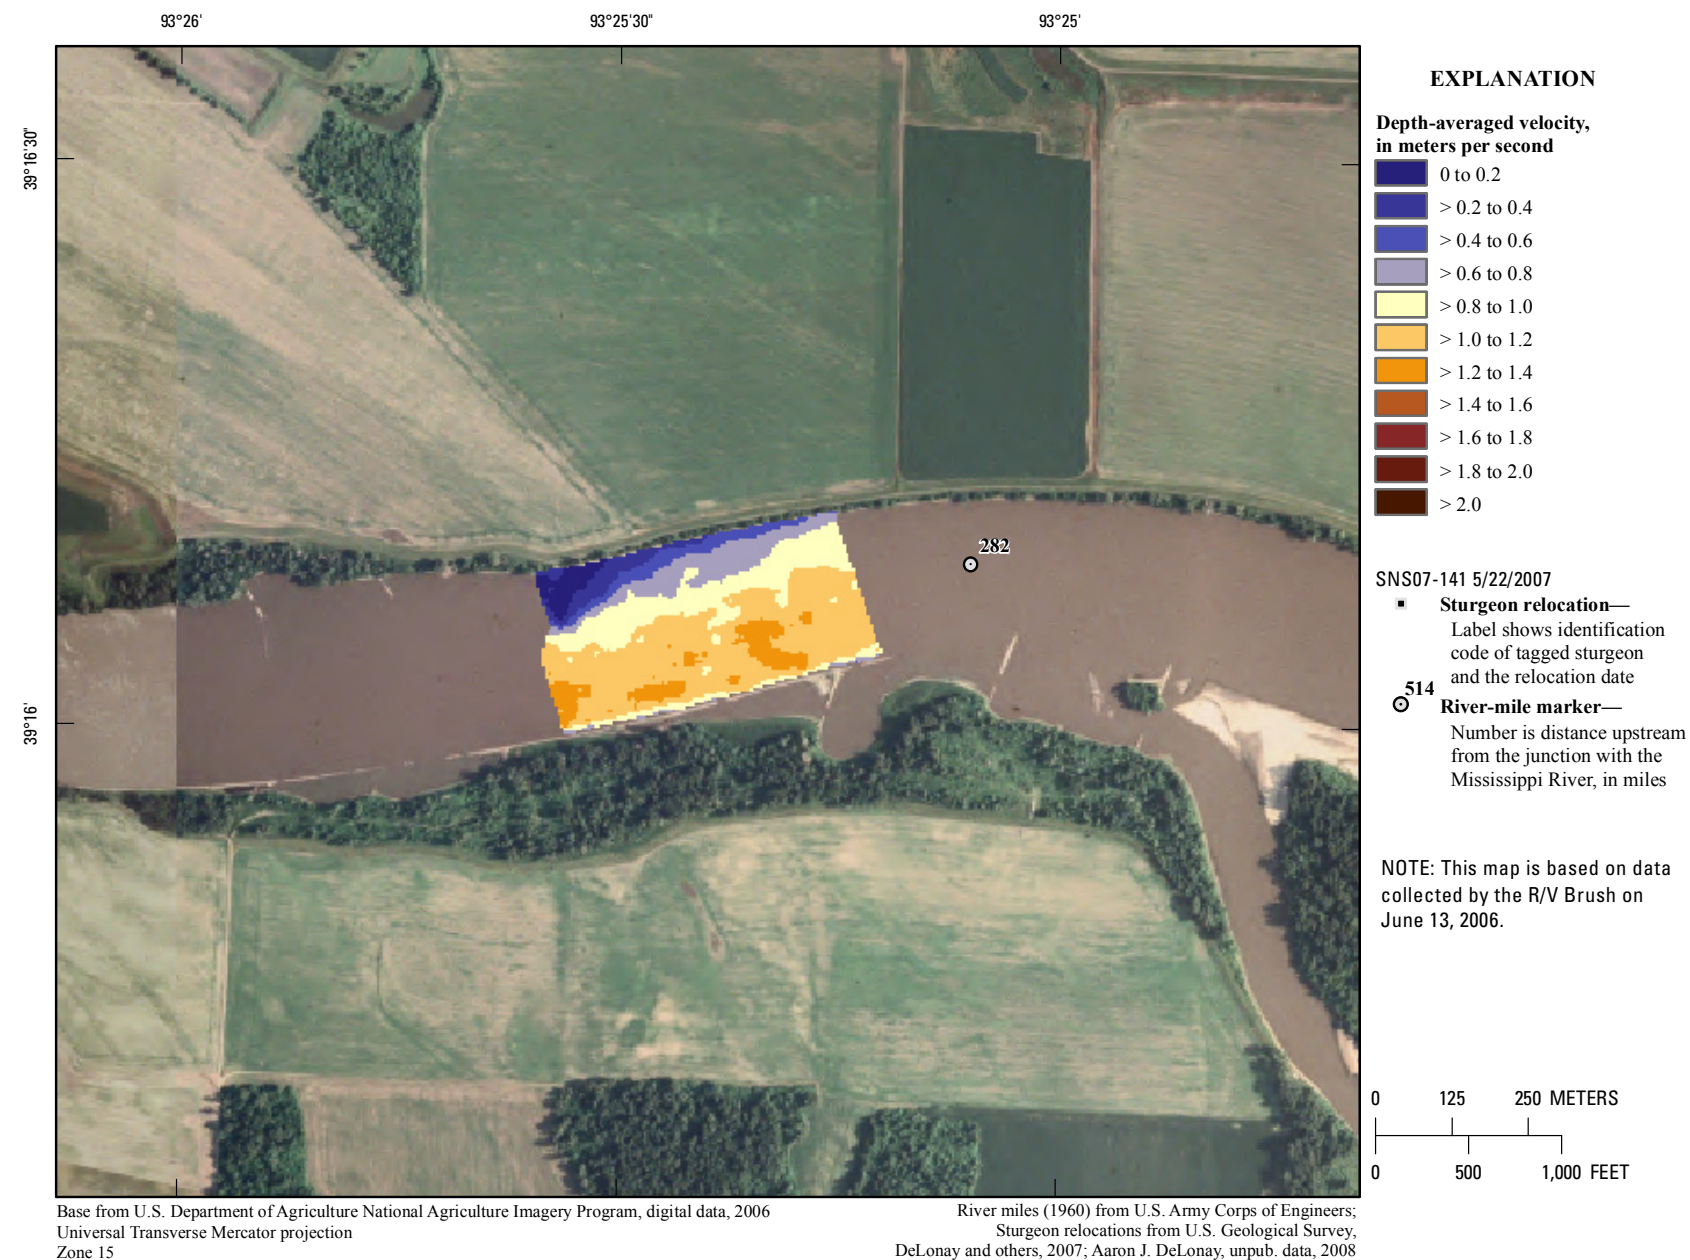 93°26'
93°25'30"
93°25'
39°16'30"
39°16'
282
EXPLANATION
Depth-averaged velocity,
in meters per second
0 to 0.2
> 0.2 to 0.4
> 0.4 to 0.6
> 0.6 to 0.8
> 0.8 to 1.0
> 1.0 to 1.2
> 1.2 to 1.4
> 1.4 to 1.6
> 1.6 to 1.8
> 1.8 to 2.0
> 2.0
SNS07-141 5/22/2007
Sturgeon relocation—
Label shows identification
code of tagged sturgeon
and the relocation date
514
River-mile marker—
Number is distance upstream
from the junction with the
Mississippi River, in miles
NOTE: This map is based on data
collected by the R/V Brush on
June 13, 2006.
0 125 250 METERS
0 500 1,000 FEET
Base from U.S. Department of Agriculture National Agriculture Imagery Program, digital data, 2006
Universal Transverse Mercator projection
Zone 15
River miles (1960) from U.S. Army Corps of Engineers;
Sturgeon relocations from U.S. Geological Survey,
DeLonay and others, 2007; Aaron J. DeLonay, unpub. data, 2008